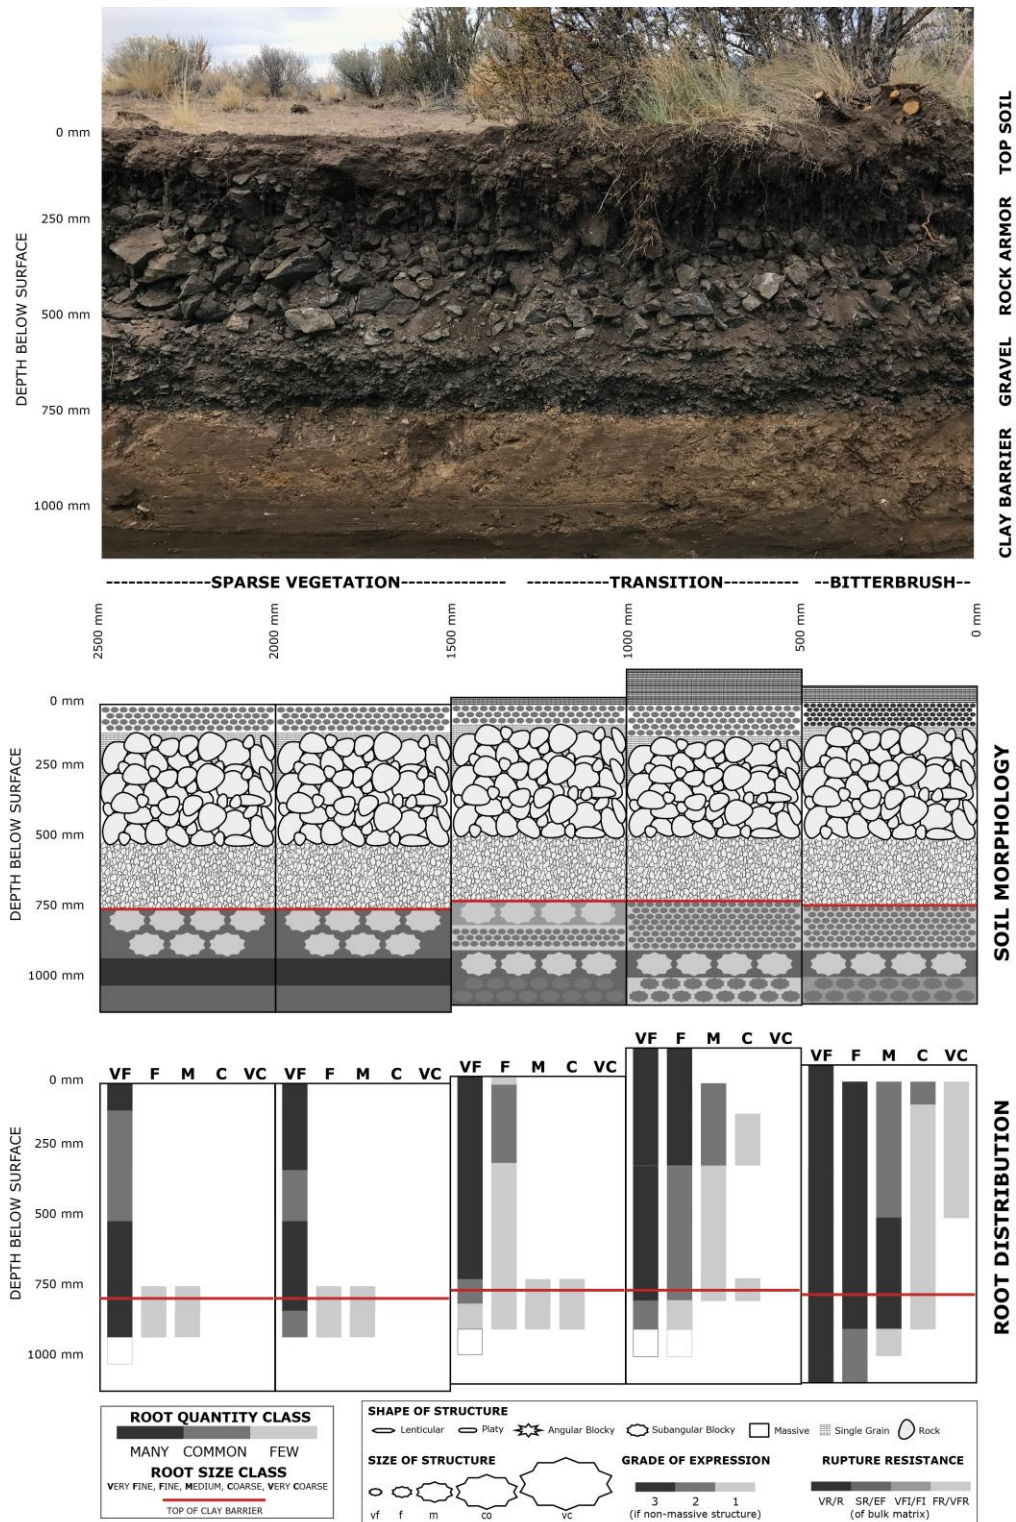 0 mm
250 mm
500 mm
750 mm
1000 mm
DEPTH BELOW SURFACE
TOP SOIL
ROCK ARMOR
GRAVEL
CLAY BARRIER
SPARSE VEGETATION
TRANSITION
BITTERBRUSH
2500 mm
2000 mm
1500 mm
1000 mm
500 mm
0 mm
0 mm
250 mm
500 mm
750 mm
1000 mm
DEPTH BELOW SURFACE
SOIL MORPHOLOGY
VF F M C VC
VF F M C VC
VF F M C VC
VF F M C VC
VF F M C VC
0 mm
250 mm
500 mm
750 mm
1000 mm
DEPTH BELOW SURFACE
ROOT DISTRIBUTION
ROOT QUANTITY CLASS
MANY COMMON FEW
ROOT SIZE CLASS
VERY FINE, FINE, MEDIUM, COARSE, VERY COARSE
TOP OF CLAY BARRIER
SHAPE OF STRUCTURE
Lenticular Platy Angular Blocky Subangular Blocky Massive Single Grain Rock
SIZE OF STRUCTURE
vf f m co vc
GRADE OF EXPRESSION
3 2 1
(if non-massive structure)
RUPTURE RESISTANCE
VR/R SR/EF VFI/FI FR/VFR
(of bulk matrix)